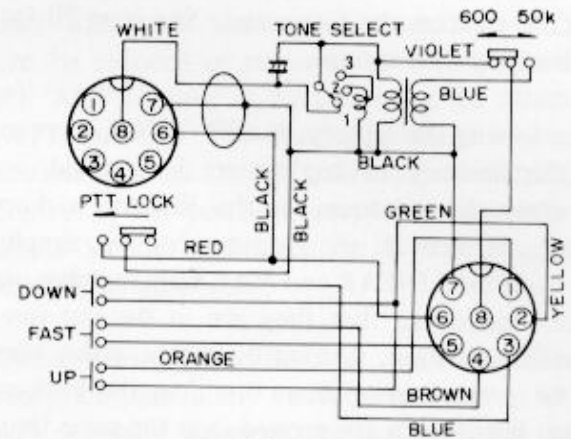 WHITE
TONE SELECT
600 50k
VIOLET
3
2
1
BLUE
1 7
2 8 6
3 4 5
BLACK
PTT LOCK
BLACK
BLACK
GREEN
YELLOW
RED
DOWN
7 1
6 8 2
5 4 3
FAST
ORANGE
UP
BROWN
BLUE